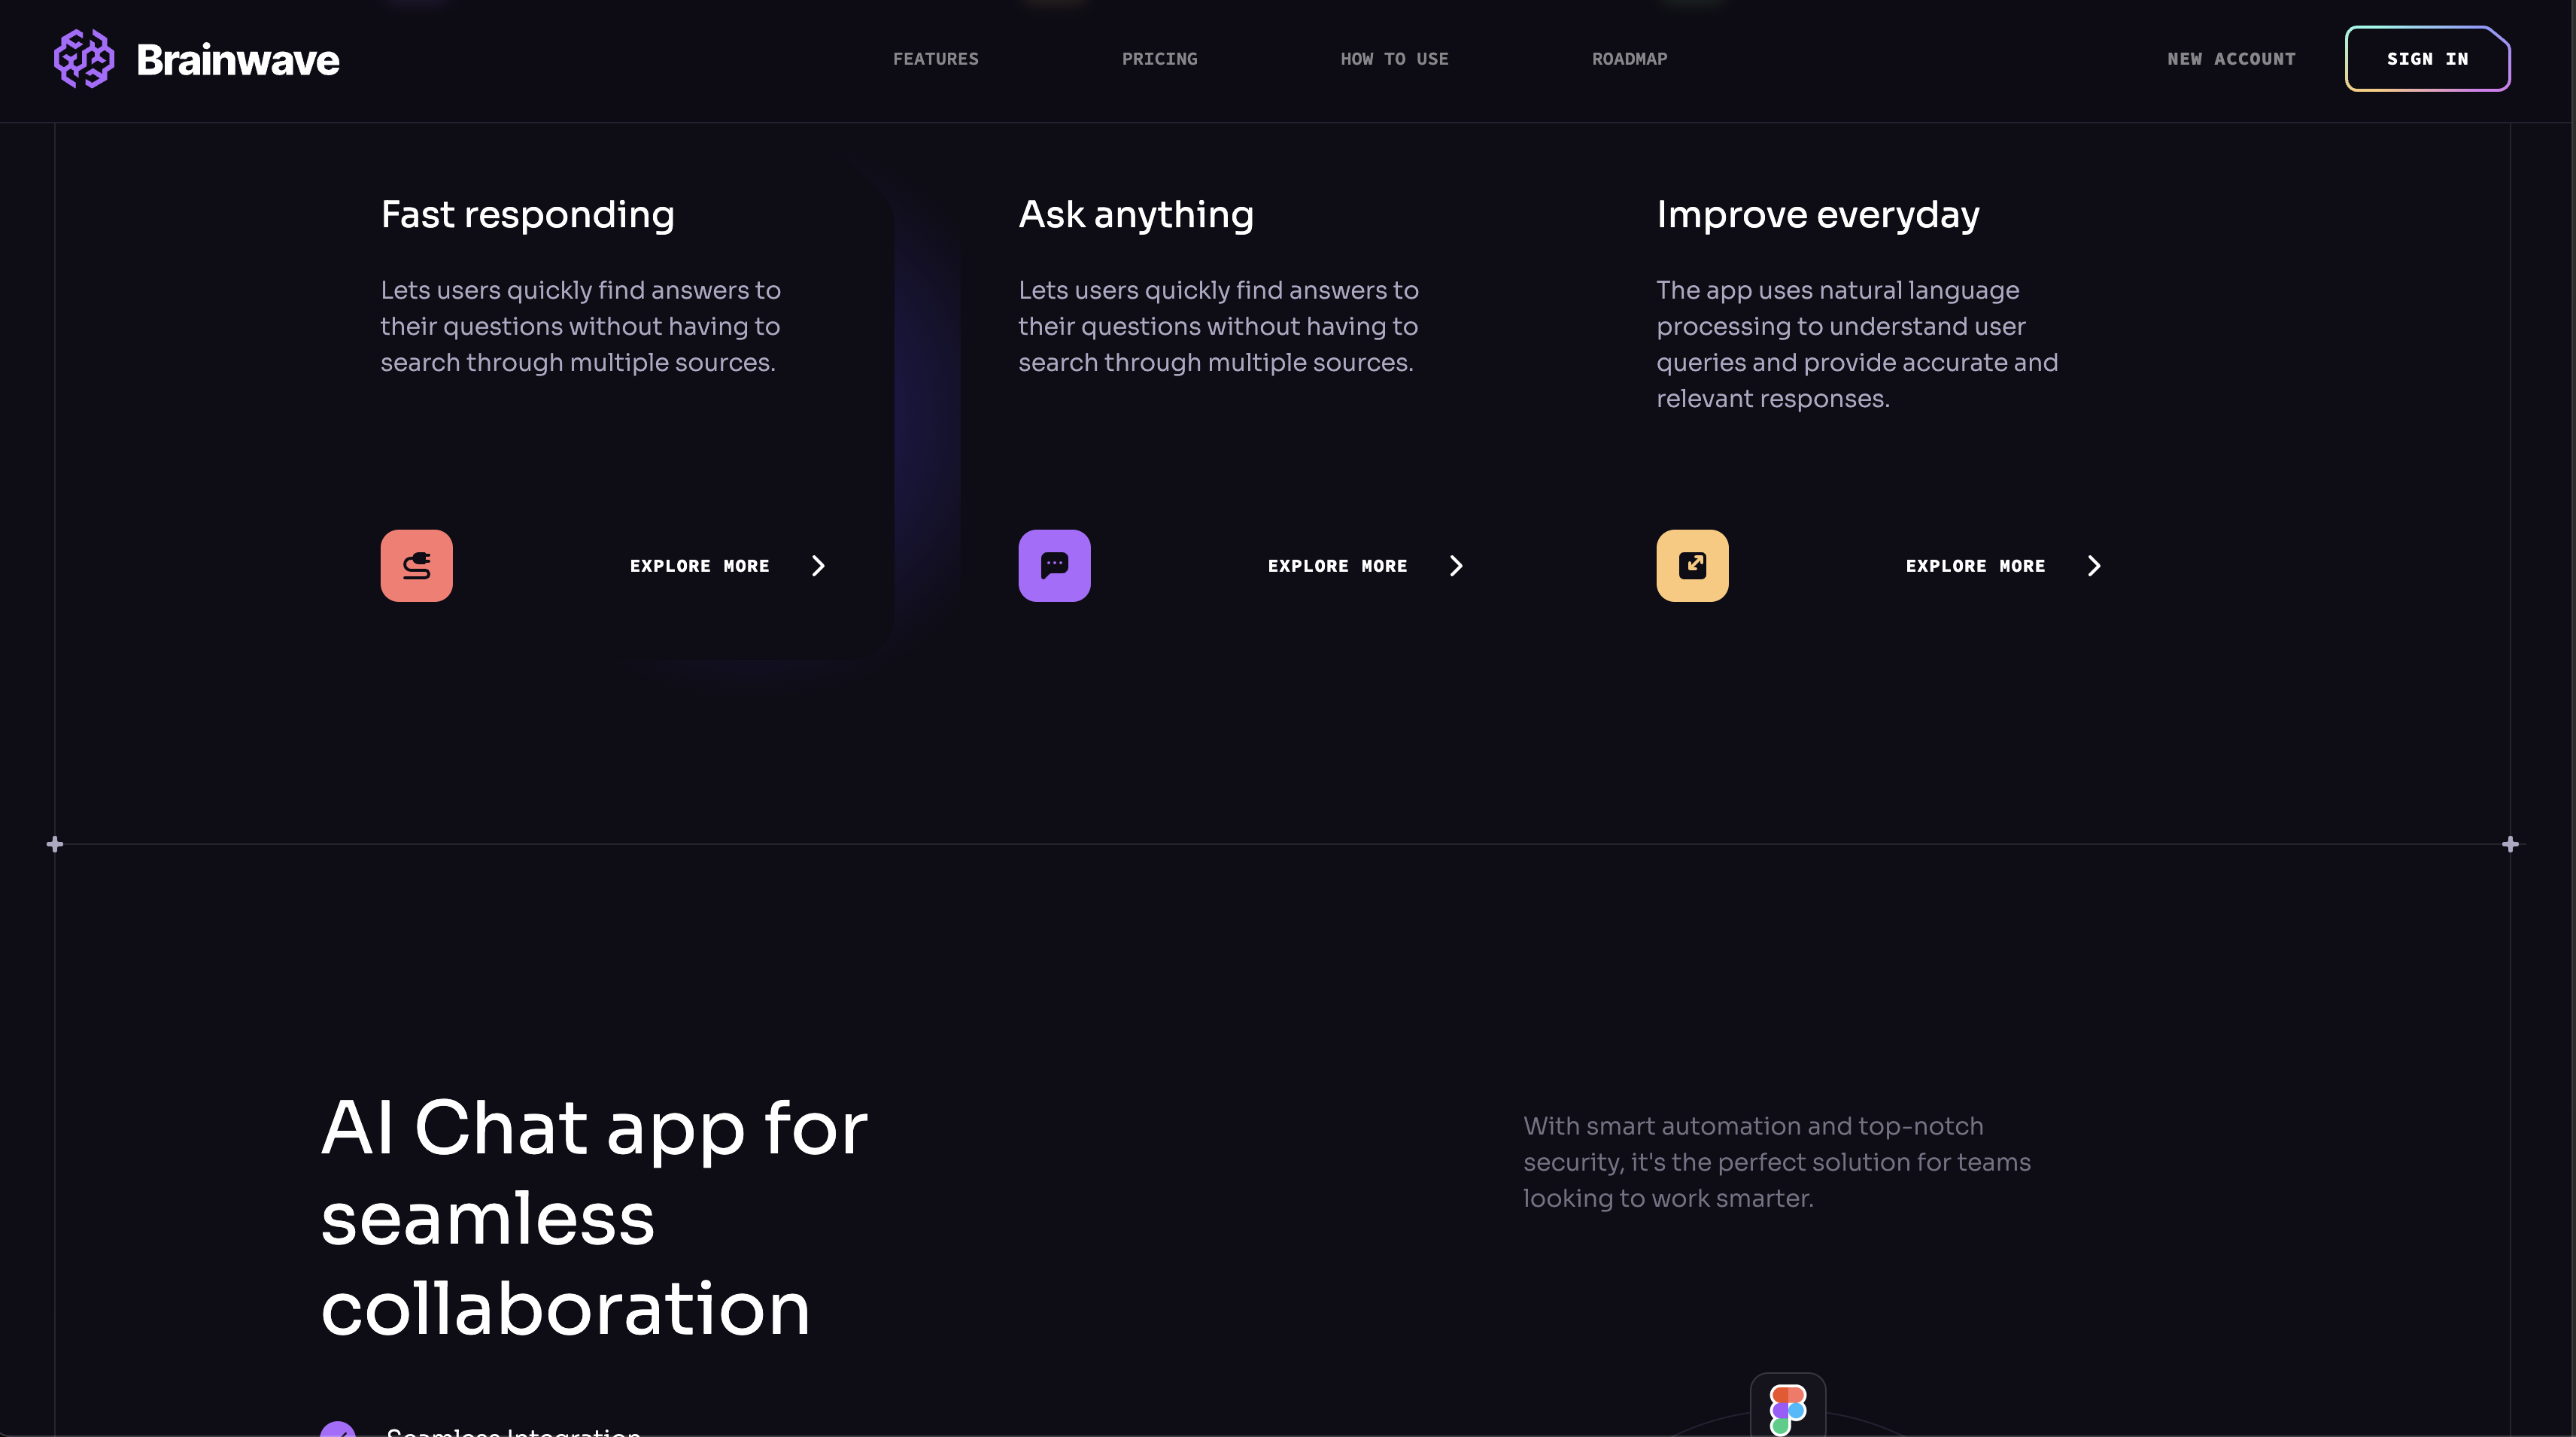 Brainwave
FEATURES
PRICING
HOW TO USE
ROADMAP
NEW ACCOUNT
SIGN IN
Fast responding
Lets users quickly find answers to
their questions without having to
search through multiple sources.
EXPLORE MORE
Ask anything
Lets users quickly find answers to
their questions without having to
search through multiple sources.
EXPLORE MORE
Improve everyday
The app uses natural language
processing to understand user
queries and provide accurate and
relevant responses.
EXPLORE MORE
AI Chat app for
seamless
collaboration
With smart automation and top-notch
security, it's the perfect solution for teams
looking to work smarter.
Seamless Integration